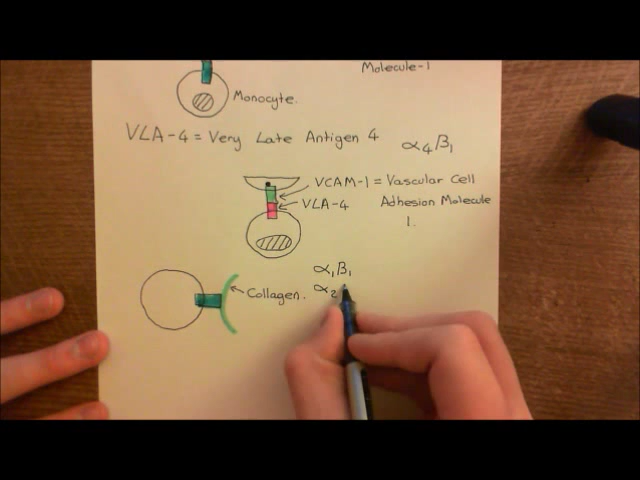 Molecule-1
Monocyte.
VLA-4 = Very Late Antigen 4 α₄β₁
VCAM-1 = Vascular Cell
VLA-4 Adhesion Molecule
1.
α₁β₁
Collagen. α₂